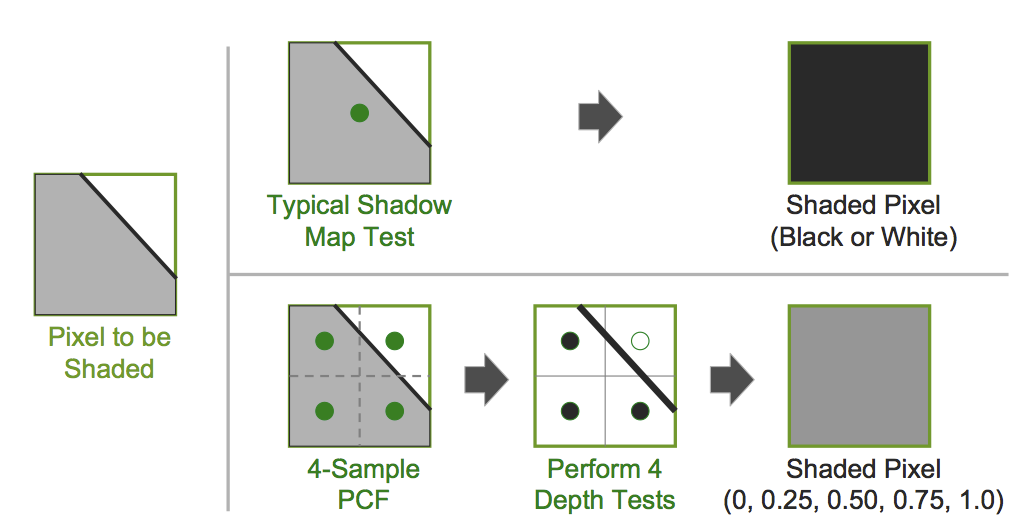 Pixel to be
Shaded
Typical Shadow
Map Test
Shaded Pixel
(Black or White)
4-Sample
PCF
Perform 4
Depth Tests
Shaded Pixel
(0, 0.25, 0.50, 0.75, 1.0)